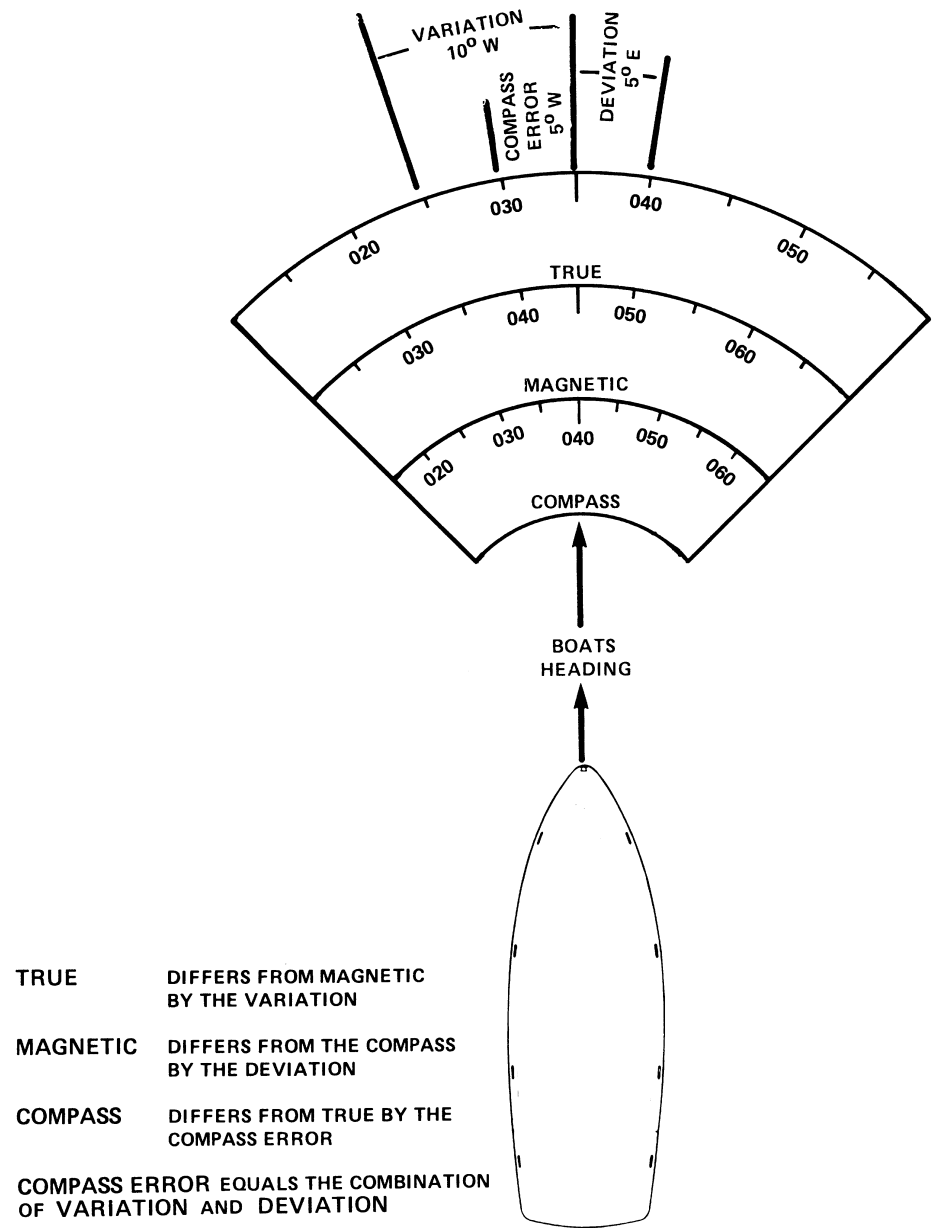 VARIATION
10° W
COMPASS
ERROR
5° W
DEVIATION
5° E
020
030
040
050
TRUE
030
040
050
060
MAGNETIC
020
030
040
050
060
COMPASS
BOATS
HEADING
TRUE DIFFERS FROM MAGNETIC
BY THE VARIATION
MAGNETIC DIFFERS FROM THE COMPASS
BY THE DEVIATION
COMPASS DIFFERS FROM TRUE BY THE
COMPASS ERROR
COMPASS ERROR EQUALS THE COMBINATION
OF VARIATION AND DEVIATION